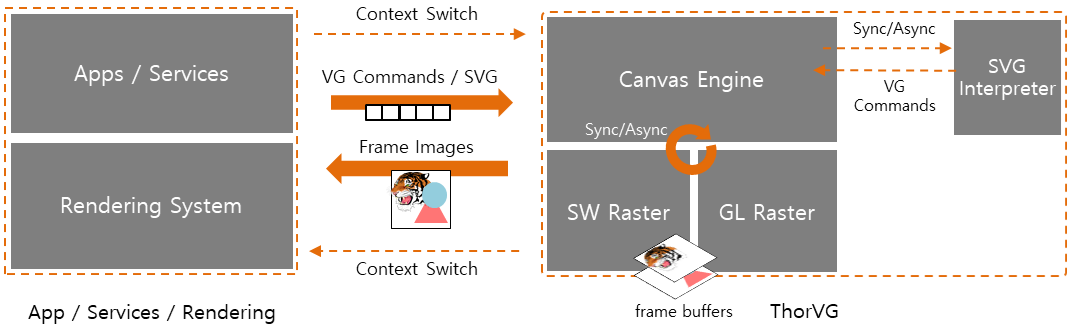 Context Switch
Apps / Services
VG Commands / SVG
Frame Images
Rendering System
Context Switch
App / Services / Rendering
Canvas Engine
Sync/Async
SVG
Interpreter
VG
Commands
Sync/Async
SW Raster
GL Raster
frame buffers
ThorVG